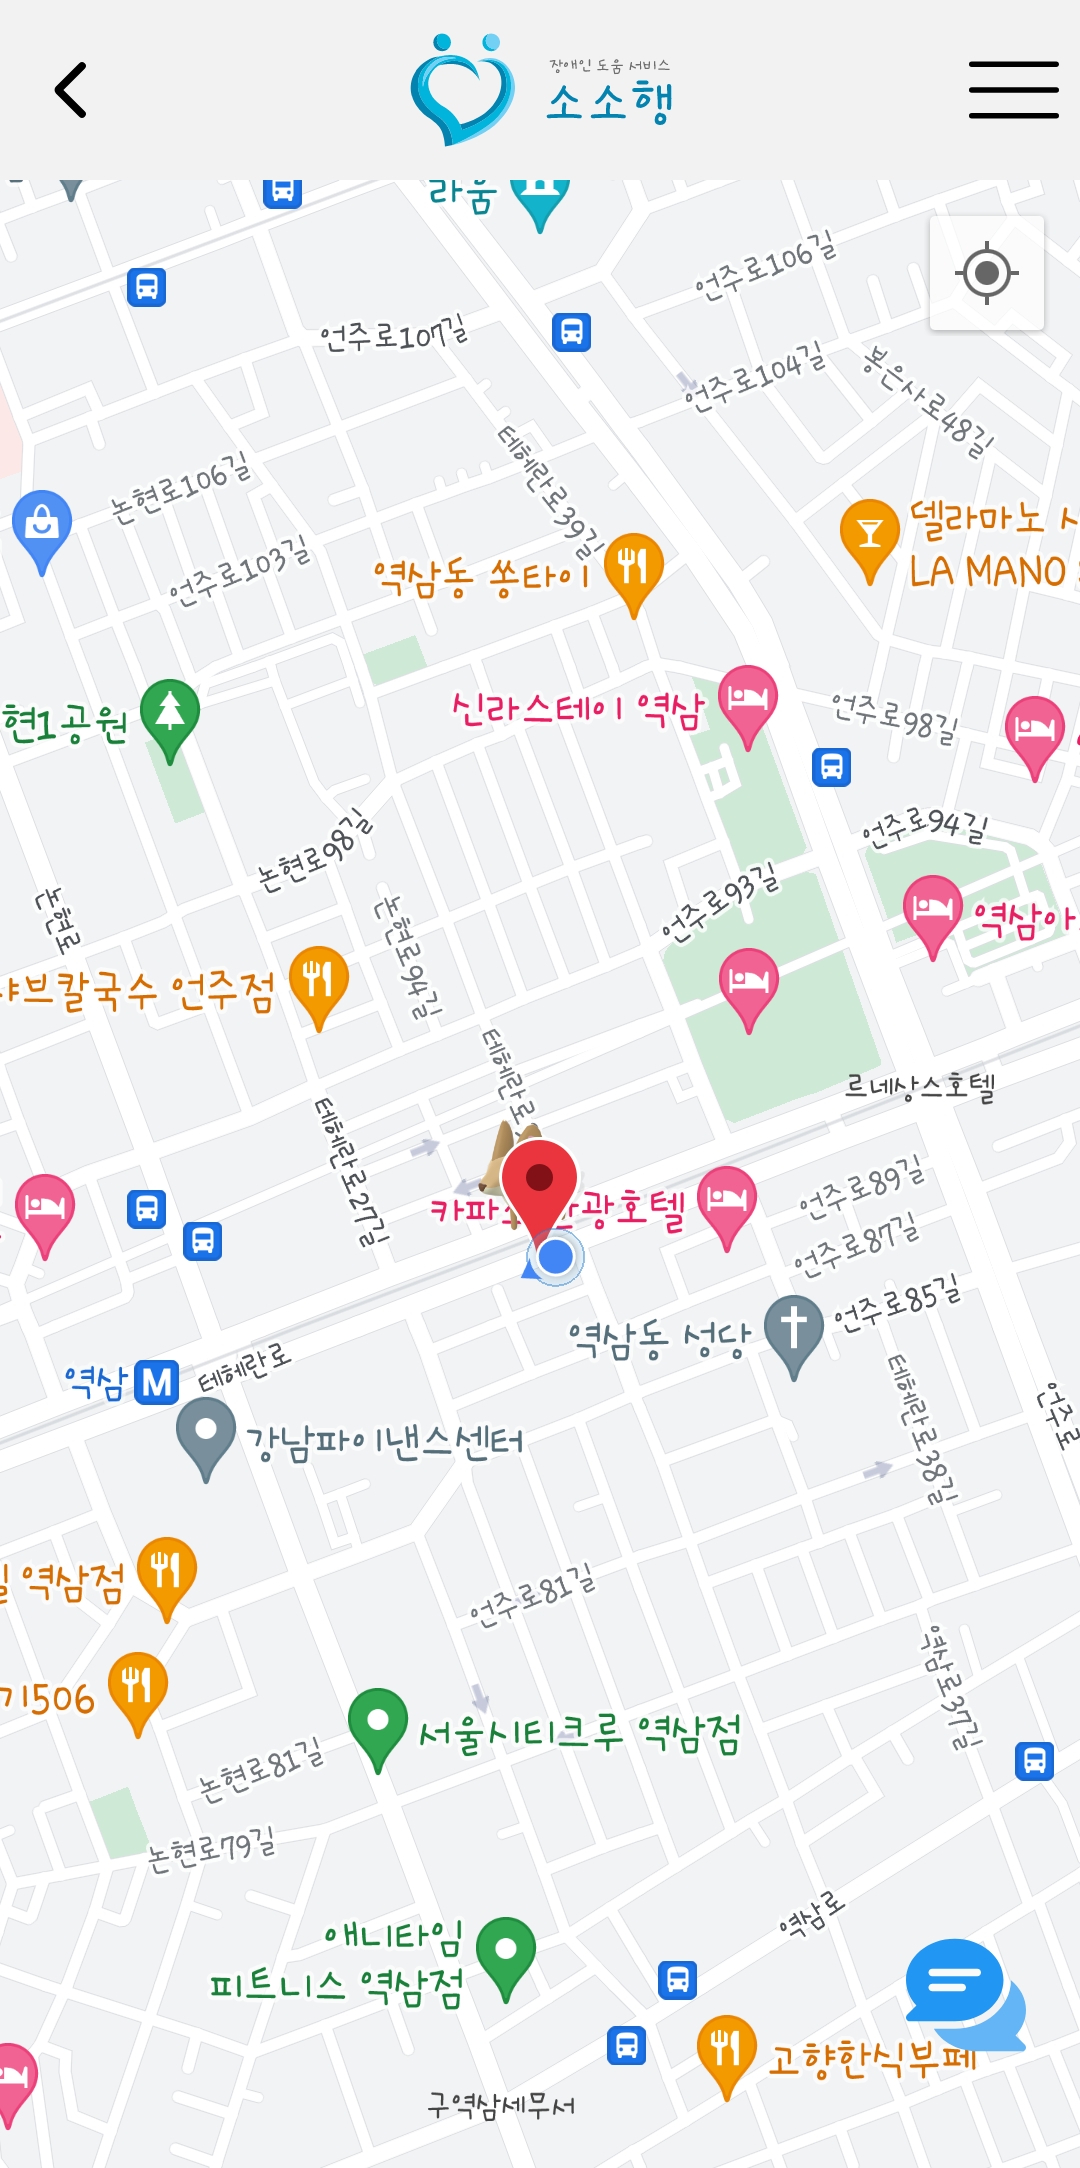 장애인 도움 서비스
소소행
라움
언주로106길
언주로107길
언주로104길
봉은사로48길
테헤란로39길
논현로106길
언주로103길
역삼동 쏭타이
델라마노
LA MANO
현1공원
신라스테이 역삼
언주로98길
언주로94길
논현로98길
언주로93길
논현로
논현로94길
역삼아
샤브칼국수 언주점
테헤란로
르네상스호텔
테헤란로27길
언주로89길
광호텔
언주로87길
언주로85길
역삼동 성당
역삼 M
테헤란로
테헤란로38길
언주로
강남파이낸스센터
역삼점
언주로81길
역삼로37길
1506
서울시티크루 역삼점
논현로81길
논현로79길
역삼로
애니타임
피트니스 역삼점
고향한식부페
구역삼세무서